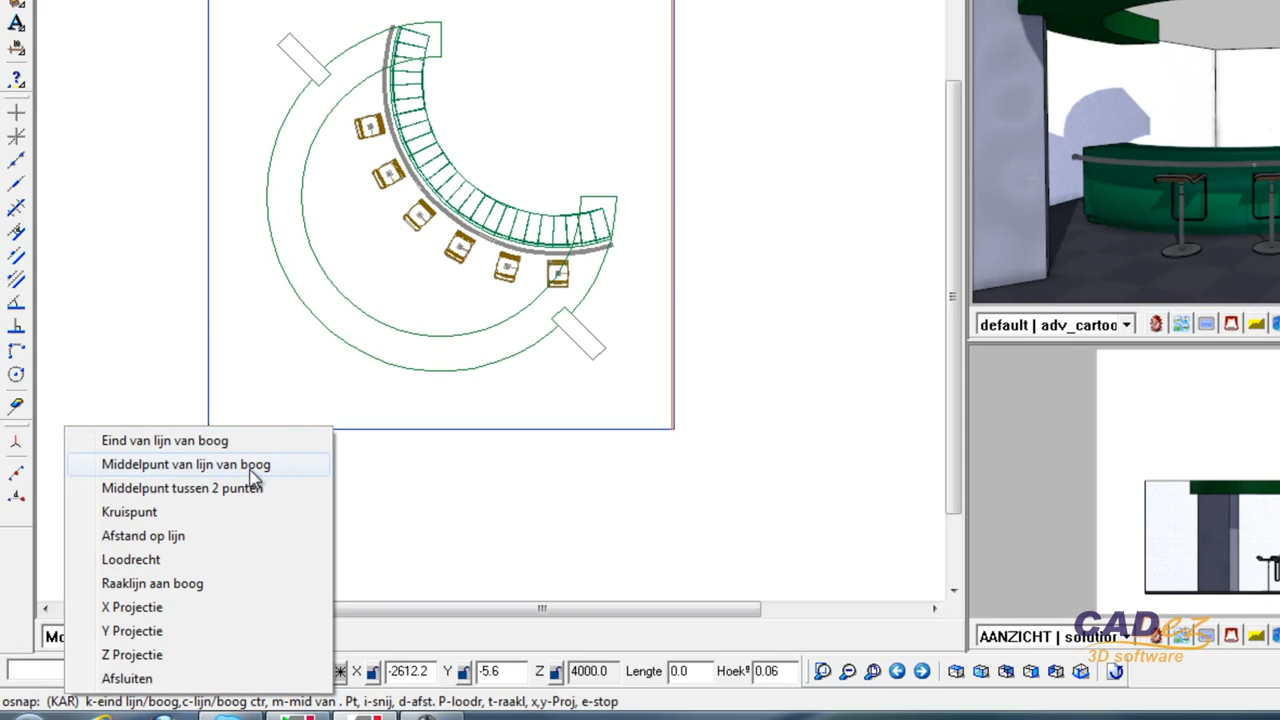 default | adv_cartoo
Eind van lijn van boog
Middelpunt van lijn van boog
Middelpunt tussen 2 punten
Kruispunt
Afstand op lijn
Loodrecht
Raaklijn aan boog
X Projectie
Y Projectie
Z Projectie
Afsluiten
Mo
AANZICHT | solution
CADez
3D software
X -2612.2 Y -5.6 Z 4000.0 Lengte 0.0 Hoek° 0.06
osnap: (KAR) k-eind lijn/boog,c-lijn/boog ctr, m-mid van . Pt, i-snij, d-afst. P-loodr, t-raakl, x,y-Proj, e-stop